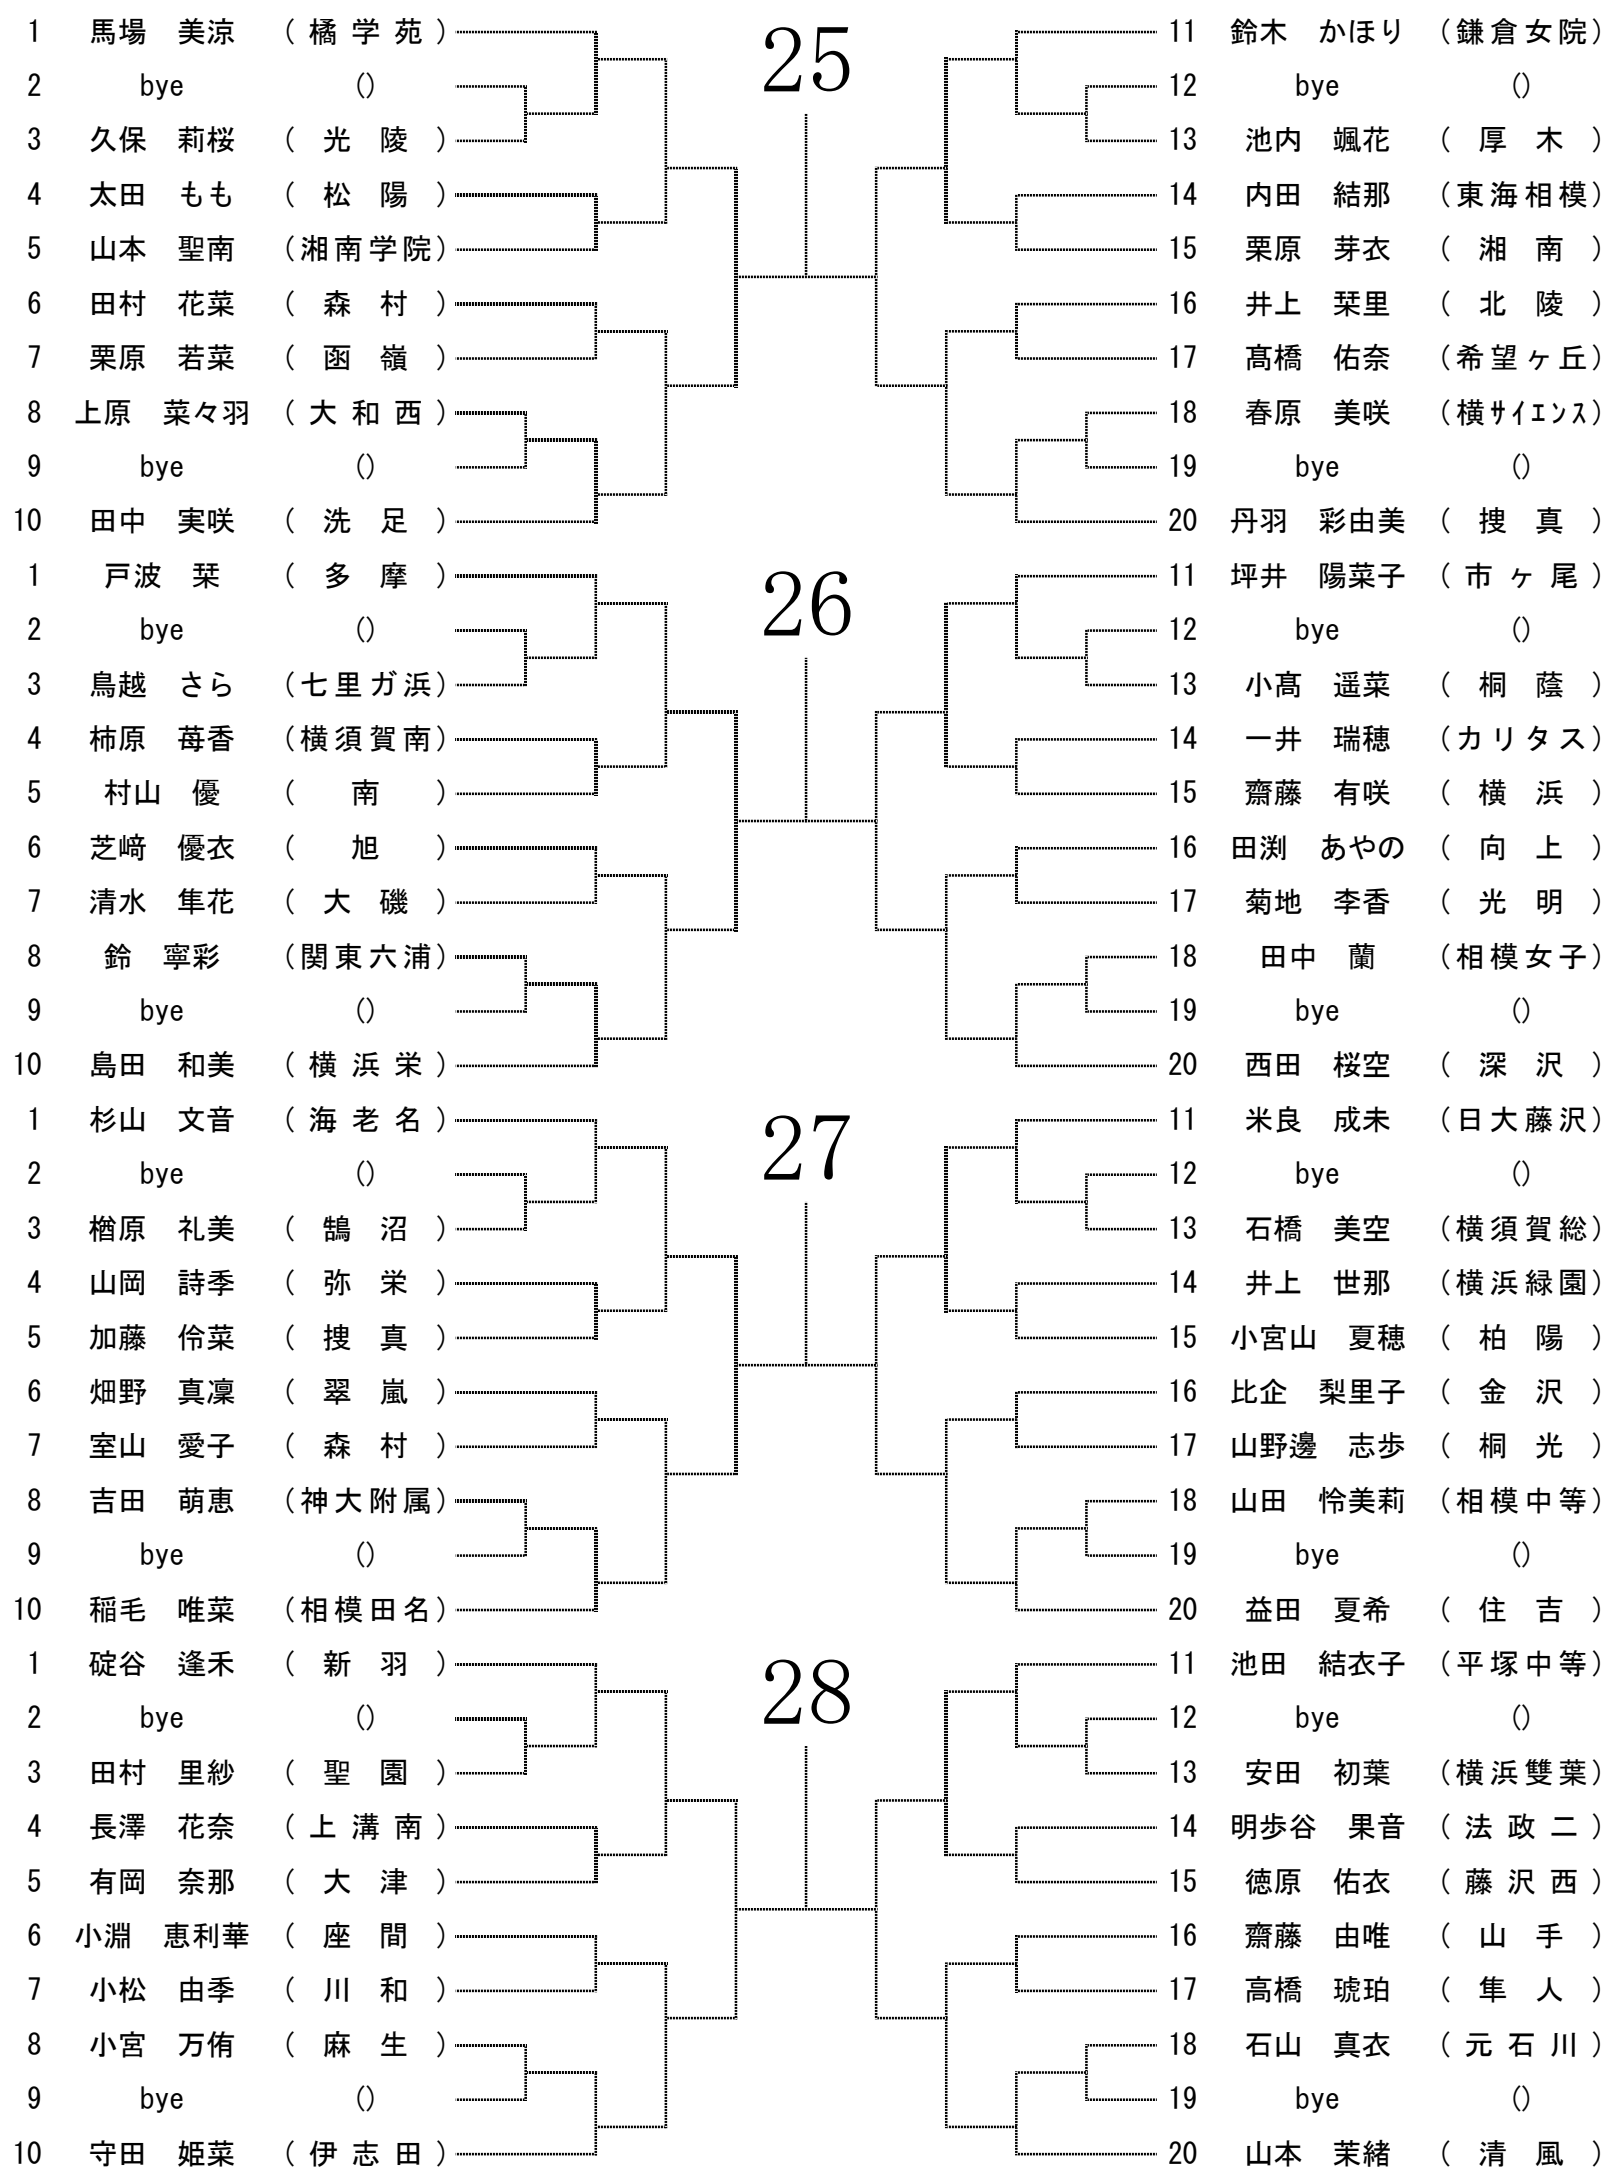 25
1 馬場　美涼 （ 橘 学 苑 ） 11 鈴木　かほり （鎌倉女院）
2 bye () 12 bye ()
3 久保　莉桜 （ 光　陵 ） 13 池内　颯花 （ 厚　木 ）
4 太田　もも （ 松　陽 ） 14 内田　結那 （東海相模）
5 山本　聖南 （湘南学院） 15 栗原　芽衣 （ 湘　南 ）
6 田村　花菜 （ 森　村 ） 16 井上　栞里 （ 北　陵 ）
7 栗原　若菜 （ 函　嶺 ） 17 髙橋　佑奈 （希望ヶ丘）
8 上原　菜々羽 （ 大 和 西 ） 18 春原　美咲 （横ｻｲｴﾝｽ）
9 bye () 19 bye ()
10 田中　実咲 （ 洗　足 ） 20 丹羽　彩由美 （ 捜　真 ）
26
1 戸波　栞 （ 多　摩 ） 11 坪井　陽菜子 （ 市 ヶ 尾 ）
2 bye () 12 bye ()
3 鳥越　さら （七里ガ浜） 13 小髙　遥菜 （ 桐　蔭 ）
4 柿原　苺香 （横須賀南） 14 一井　瑞穂 （カリタス）
5 村山　優 （ 南 ） 15 齋藤　有咲 （ 横　浜 ）
6 芝﨑　優衣 （ 旭 ） 16 田渕　あやの （ 向　上 ）
7 清水　隼花 （ 大　磯 ） 17 菊地　李香 （ 光　明 ）
8 鈴　寧彩 （関東六浦） 18 田中　蘭 （相模女子）
9 bye () 19 bye ()
10 島田　和美 （ 横 浜 栄 ） 20 西田　桜空 （ 深　沢 ）
27
1 杉山　文音 （ 海 老 名 ） 11 米良　成未 （日大藤沢）
2 bye () 12 bye ()
3 楢原　礼美 （ 鵠　沼 ） 13 石橋　美空 （横須賀総）
4 山岡　詩季 （ 弥　栄 ） 14 井上　世那 （横浜緑園）
5 加藤　伶菜 （ 捜　真 ） 15 小宮山　夏穂 （ 柏　陽 ）
6 畑野　真凜 （ 翠　嵐 ） 16 比企　梨里子 （ 金　沢 ）
7 室山　愛子 （ 森　村 ） 17 山野邊　志歩 （ 桐　光 ）
8 吉田　萌恵 （神大附属） 18 山田　怜美莉 （相模中等）
9 bye () 19 bye ()
10 稲毛　唯菜 （相模田名） 20 益田　夏希 （ 住　吉 ）
28
1 碇谷　逢禾 （ 新　羽 ） 11 池田　結衣子 （平塚中等）
2 bye () 12 bye ()
3 田村　里紗 （ 聖　園 ） 13 安田　初葉 （横浜雙葉）
4 長澤　花奈 （ 上 溝 南 ） 14 明歩谷　果音 （ 法 政 二 ）
5 有岡　奈那 （ 大　津 ） 15 徳原　佑衣 （ 藤 沢 西 ）
6 小淵　恵利華 （ 座　間 ） 16 齋藤　由唯 （ 山　手 ）
7 小松　由季 （ 川　和 ） 17 高橋　琥珀 （ 隼　人 ）
8 小宮　万侑 （ 麻　生 ） 18 石山　真衣 （ 元 石 川 ）
9 bye () 19 bye ()
10 守田　姫菜 （ 伊 志 田 ） 20 山本　茉緒 （ 清　風 ）